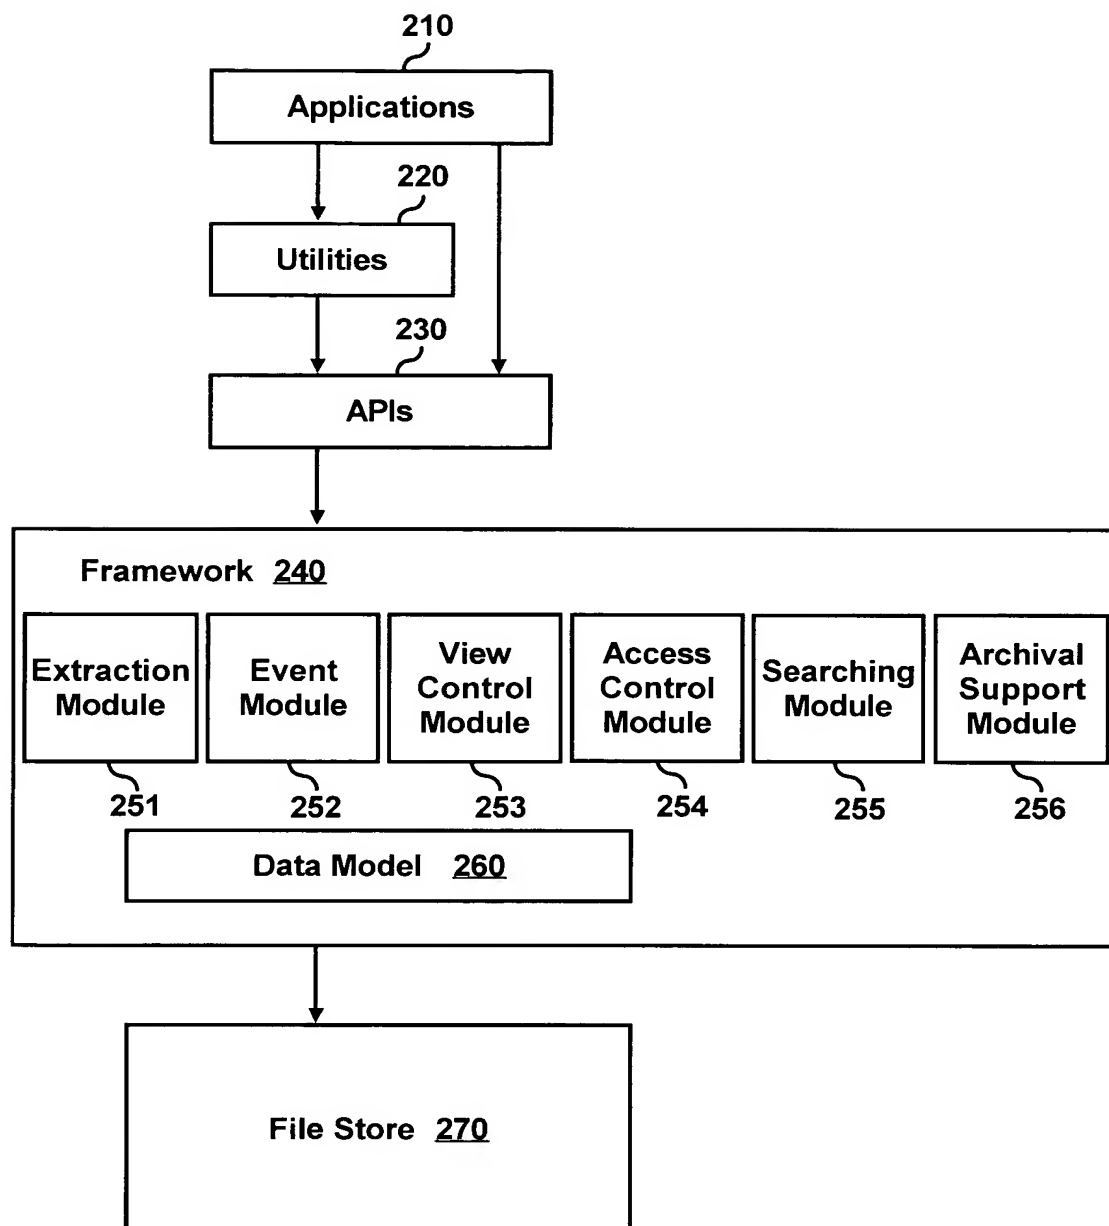 210
Applications
220
Utilities
230
APIs
Framework 240
Extraction
Module
Event
Module
View
Control
Module
Access
Control
Module
Searching
Module
Archival
Support
Module
251
252
253
254
255
256
Data Model 260
File Store 270